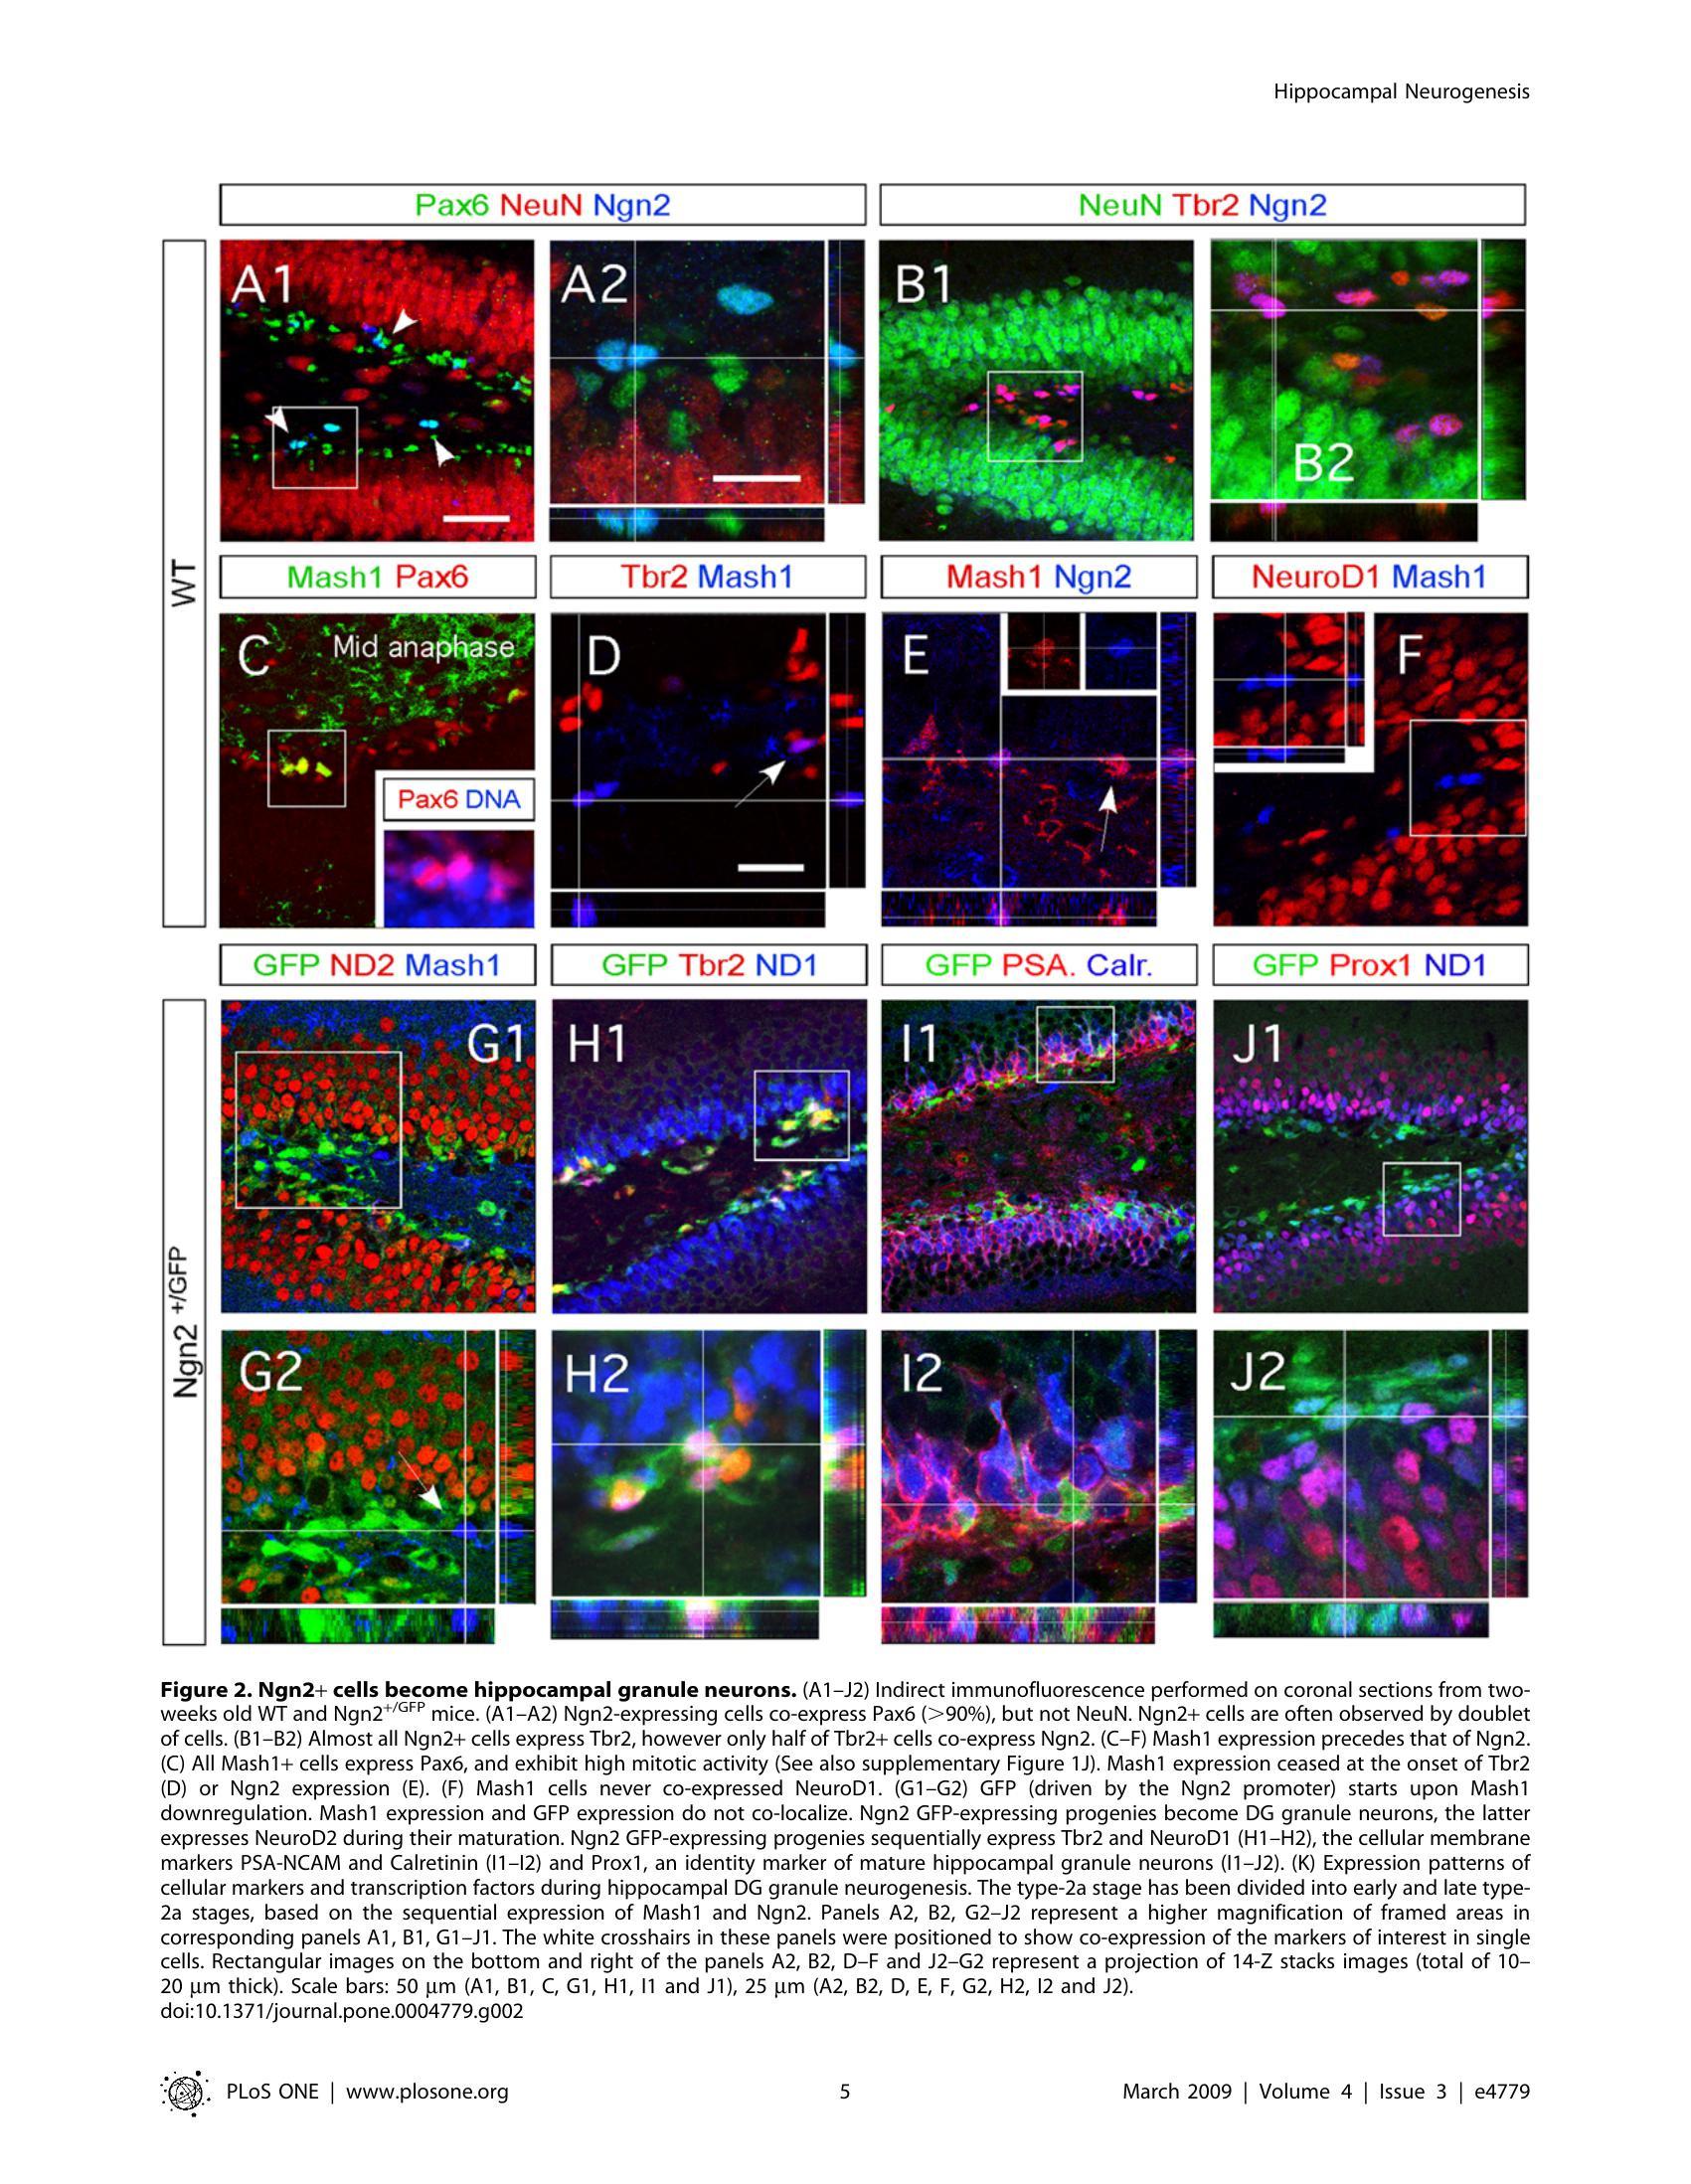 Hippocampal Neurogenesis
Pax6 NeuN Ngn2
NeuN Tbr2 Ngn2
WT
A1
A2
B1
B2
Mash1 Pax6
Tbr2 Mash1
Mash1 Ngn2
NeuroD1 Mash1
C
Mid anaphase
Pax6 DNA
D
E
F
GFP ND2 Mash1
GFP Tbr2 ND1
GFP PSA. Calr.
GFP Prox1 ND1
Ngn2 +/GFP
G1
H1
I1
J1
G2
H2
I2
J2
Figure 2. Ngn2+ cells become hippocampal granule neurons. (A1–J2) Indirect immunofluorescence performed on coronal sections from two-
weeks old WT and Ngn2+/GFP mice. (A1–A2) Ngn2-expressing cells co-express Pax6 (>90%), but not NeuN. Ngn2+ cells are often observed by doublet
of cells. (B1–B2) Almost all Ngn2+ cells express Tbr2, however only half of Tbr2+ cells co-express Ngn2. (C–F) Mash1 expression precedes that of Ngn2.
(C) All Mash1+ cells express Pax6, and exhibit high mitotic activity (See also supplementary Figure 1J). Mash1 expression ceased at the onset of Tbr2
(D) or Ngn2 expression (E). (F) Mash1 cells never co-expressed NeuroD1. (G1–G2) GFP (driven by the Ngn2 promoter) starts upon Mash1
downregulation. Mash1 expression and GFP expression do not co-localize. Ngn2 GFP-expressing progenies become DG granule neurons, the latter
expresses NeuroD2 during their maturation. Ngn2 GFP-expressing progenies sequentially express Tbr2 and NeuroD1 (H1–H2), the cellular membrane
markers PSA-NCAM and Calretinin (I1–I2) and Prox1, an identity marker of mature hippocampal granule neurons (I1–J2). (K) Expression patterns of
cellular markers and transcription factors during hippocampal DG granule neurogenesis. The type-2a stage has been divided into early and late type-
2a stages, based on the sequential expression of Mash1 and Ngn2. Panels A2, B2, G2–J2 represent a higher magnification of framed areas in
corresponding panels A1, B1, G1–J1. The white crosshairs in these panels were positioned to show co-expression of the markers of interest in single
cells. Rectangular images on the bottom and right of the panels A2, B2, D–F and J2–G2 represent a projection of 14-Z stacks images (total of 10–
20 μm thick). Scale bars: 50 μm (A1, B1, C, G1, H1, I1 and J1), 25 μm (A2, B2, D, E, F, G2, H2, I2 and J2).
doi:10.1371/journal.pone.0004779.g002
PLoS ONE | www.plosone.org
5
March 2009 | Volume 4 | Issue 3 | e4779